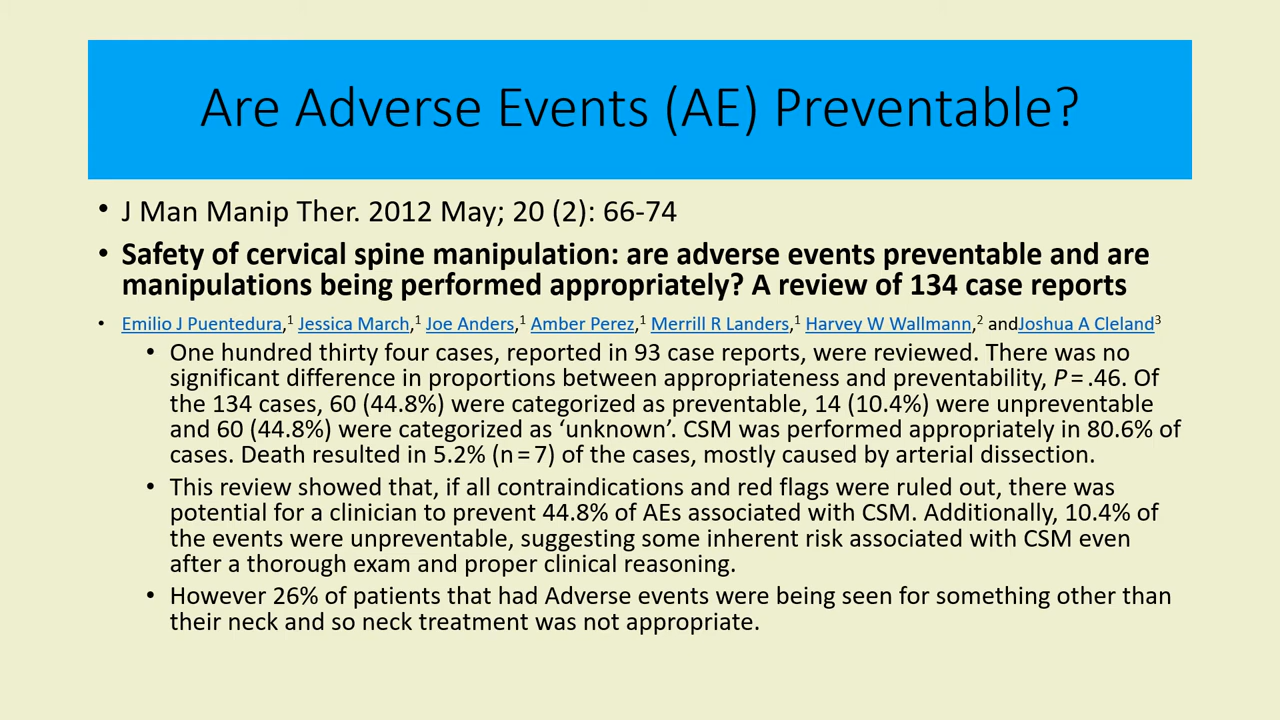 Are Adverse Events (AE) Preventable?
• J Man Manip Ther. 2012 May; 20 (2): 66-74
• Safety of cervical spine manipulation: are adverse events preventable and are
manipulations being performed appropriately? A review of 134 case reports
• Emilio J Puentedura,1 Jessica March,1 Joe Anders,1 Amber Perez,1 Merrill R Landers,1 Harvey W Wallmann,2 andJoshua A Cleland3
• One hundred thirty four cases, reported in 93 case reports, were reviewed. There was no
significant difference in proportions between appropriateness and preventability, P = .46. Of
the 134 cases, 60 (44.8%) were categorized as preventable, 14 (10.4%) were unpreventable
and 60 (44.8%) were categorized as ‘unknown’. CSM was performed appropriately in 80.6% of
cases. Death resulted in 5.2% (n = 7) of the cases, mostly caused by arterial dissection.
• This review showed that, if all contraindications and red flags were ruled out, there was
potential for a clinician to prevent 44.8% of AEs associated with CSM. Additionally, 10.4% of
the events were unpreventable, suggesting some inherent risk associated with CSM even
after a thorough exam and proper clinical reasoning.
• However 26% of patients that had Adverse events were being seen for something other than
their neck and so neck treatment was not appropriate.